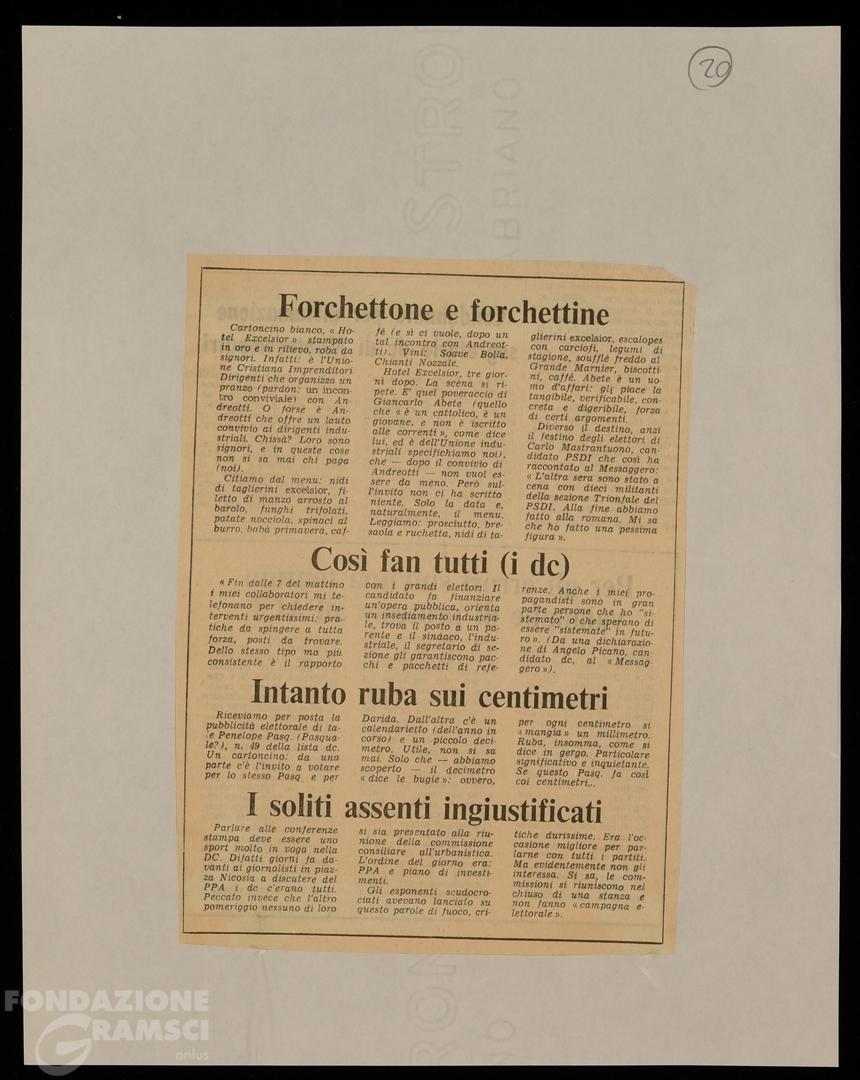 20
Forchettone e forchettine
Cartoncino bianco, « Ho-
tel Excelsior » stampato
in oro e in rilievo, roba da
signori. Infatti: è l'Unio-
ne Cristiana Imprenditori
Dirigenti che organizza un
pranzo (pardon: un incon-
tro conviviale) con An-
dreotti. O forse è An-
dreotti che offre un lauto
convivio ai dirigenti indu-
striali. Chissà? Loro sono
signori, e in queste cose
non si sa mai chi paga
(noi).
Citiamo dal menu: nidi
di taglierini excelsior, fi-
letto di manzo arrosto al
barolo, funghi trifolati,
patate nocciola, spinaci al
burro, babà primavera, caf-
fé (e sì ci vuole, dopo un
tal incontro con Andreot-
ti). Vini: Soave Bolla,
Chianti Nozzale.
Hotel Excelsior, tre gior-
ni dopo. La scena si ri-
pete. E' quel poveraccio di
Giancarlo Abete (quello
che « è un cattolico, è un
giovane, e non è iscritto
alle correnti », come dice
lui, ed è dell'Unione indu-
striali specifichiamo noi),
che — dopo il convivio di
Andreotti — non vuol es-
sere da meno. Però sul-
l'invito non ci ha scritto
niente. Solo la data e,
naturalmente, il menu.
Leggiamo: prosciutto, bre-
saola e ruchetta, nidi di ta-
glierini excelsior, escalopes
con carciofi, legumi di
stagione, soufflé freddo al
Grande Marnier, biscotti-
ni, caffé. Abete è un uo-
mo d'affari: gli piace la
tangibile, verificabile, con-
creta e digeribile, forza
di certi argomenti.
Diverso il destino, anzi
il festino degli elettori di
Carlo Mastrantuono, can-
didato PSDI che così ha
raccontato al Messaggero:
« L'altra sera sono stato a
cena con dieci militanti
della sezione Trionfale del
PSDI. Alla fine abbiamo
fatto alla romana. Mi sa
che ho fatto una pessima
figura ».
Così fan tutti (i dc)
« Fin dalle 7 del mattino
i miei collaboratori mi te-
lefonano per chiedere in-
terventi urgentissimi: pra-
tiche da spingere a tutta
forza, posti da trovare.
Dello stesso tipo ma più
consistente è il rapporto
con i grandi elettori. Il
candidato fa finanziare
un'opera pubblica, orienta
un insediamento industria-
le, trova il posto a un pa-
rente e il sindaco, l'indu-
striale, il segretario di se-
zione gli garantiscono pac-
chi e pacchetti di refe-
renze. Anche i miei pro-
pagandisti sono in gran
parte persone che ho "si-
stemato" o che sperano di
essere "sistemate" in futu-
ro ». (Da una dichiarazio-
ne di Angelo Picano, can-
didato dc, al « Messag-
gero »).
Intanto ruba sui centimetri
Riceviamo per posta la
pubblicità elettorale di ta-
le Penelope Pasq. (Pasqua-
le?), n. 49 della lista dc.
Un cartoncino: da una
parte c'è l'invito a votare
per lo stesso Pasq. e per
Darida. Dall'altra c'è un
calendarietto (dell'anno in
corso) e un piccolo deci-
metro. Utile, non si sa
mai. Solo che — abbiamo
scoperto — il decimetro
« dice le bugie »: ovvero,
per ogni centimetro si
« mangia » un millimetro.
Ruba, insomma, come si
dice in gergo. Particolare
significativo e inquietante.
Se questo Pasq. fa così
coi centimetri...
I soliti assenti ingiustificati
Parlare alle conferenze
stampa deve essere uno
sport molto in voga nella
DC. Difatti giorni fa da-
vanti ai giornalisti in piaz-
za Nicosia a discutere del
PPA i dc c'erano tutti.
Peccato invece che l'altro
pomeriggio nessuno di loro
si sia presentato alla riu-
nione della commissione
consiliare all'urbanistica.
L'ordine del giorno era:
PPA e piano di investi-
menti.
Gli esponenti scudocro-
ciati avevano lanciato su
questo parole di fuoco, cri-
tiche durissime. Era l'oc-
casione migliore per par-
larne con tutti i partiti.
Ma evidentemente non gli
interessa. Si sa, le com-
missioni si riuniscono nel
chiuso di una stanza e
non fanno « campagna e-
lettorale ».
FONDAZIONE
GRAMSCI
onlus